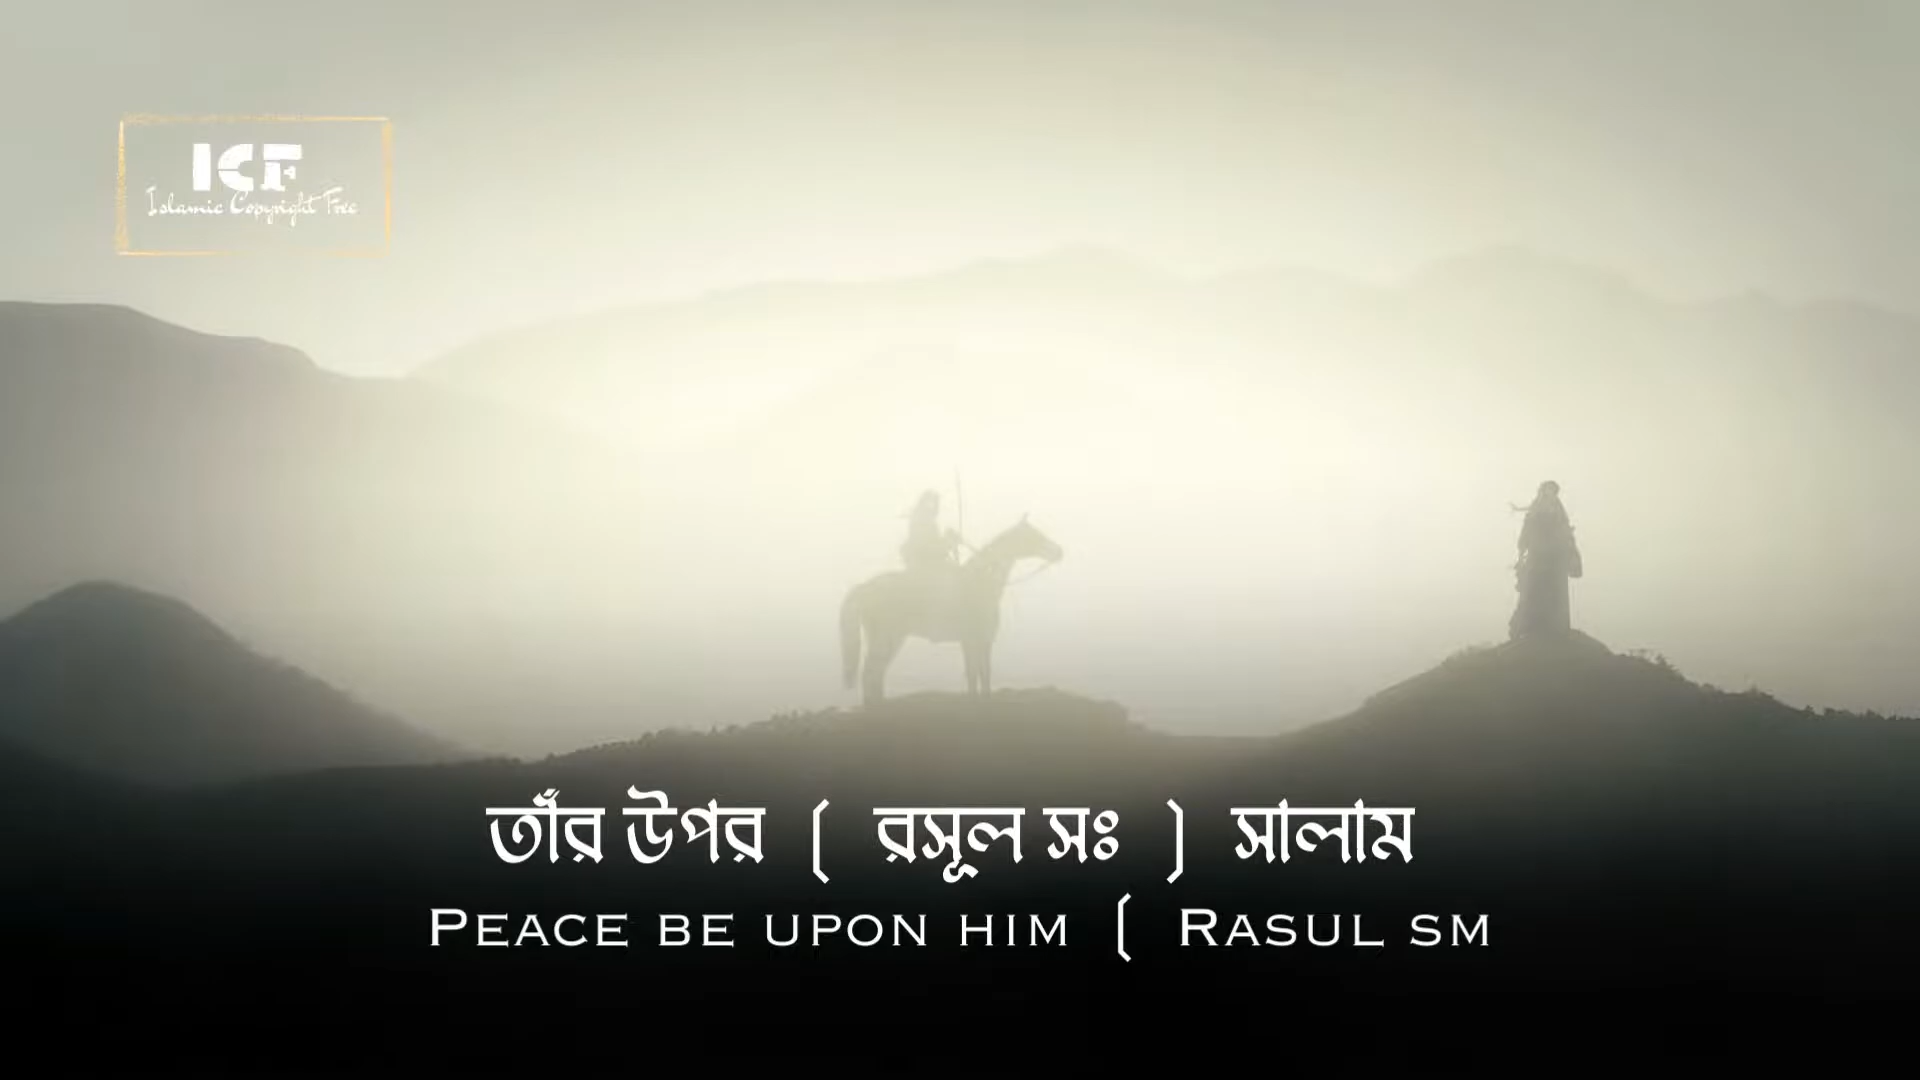 ICF
Islamic Copyright Free
তাঁর উপর ( রসূল সঃ ) সালাম
Peace be upon him ( Rasul sm